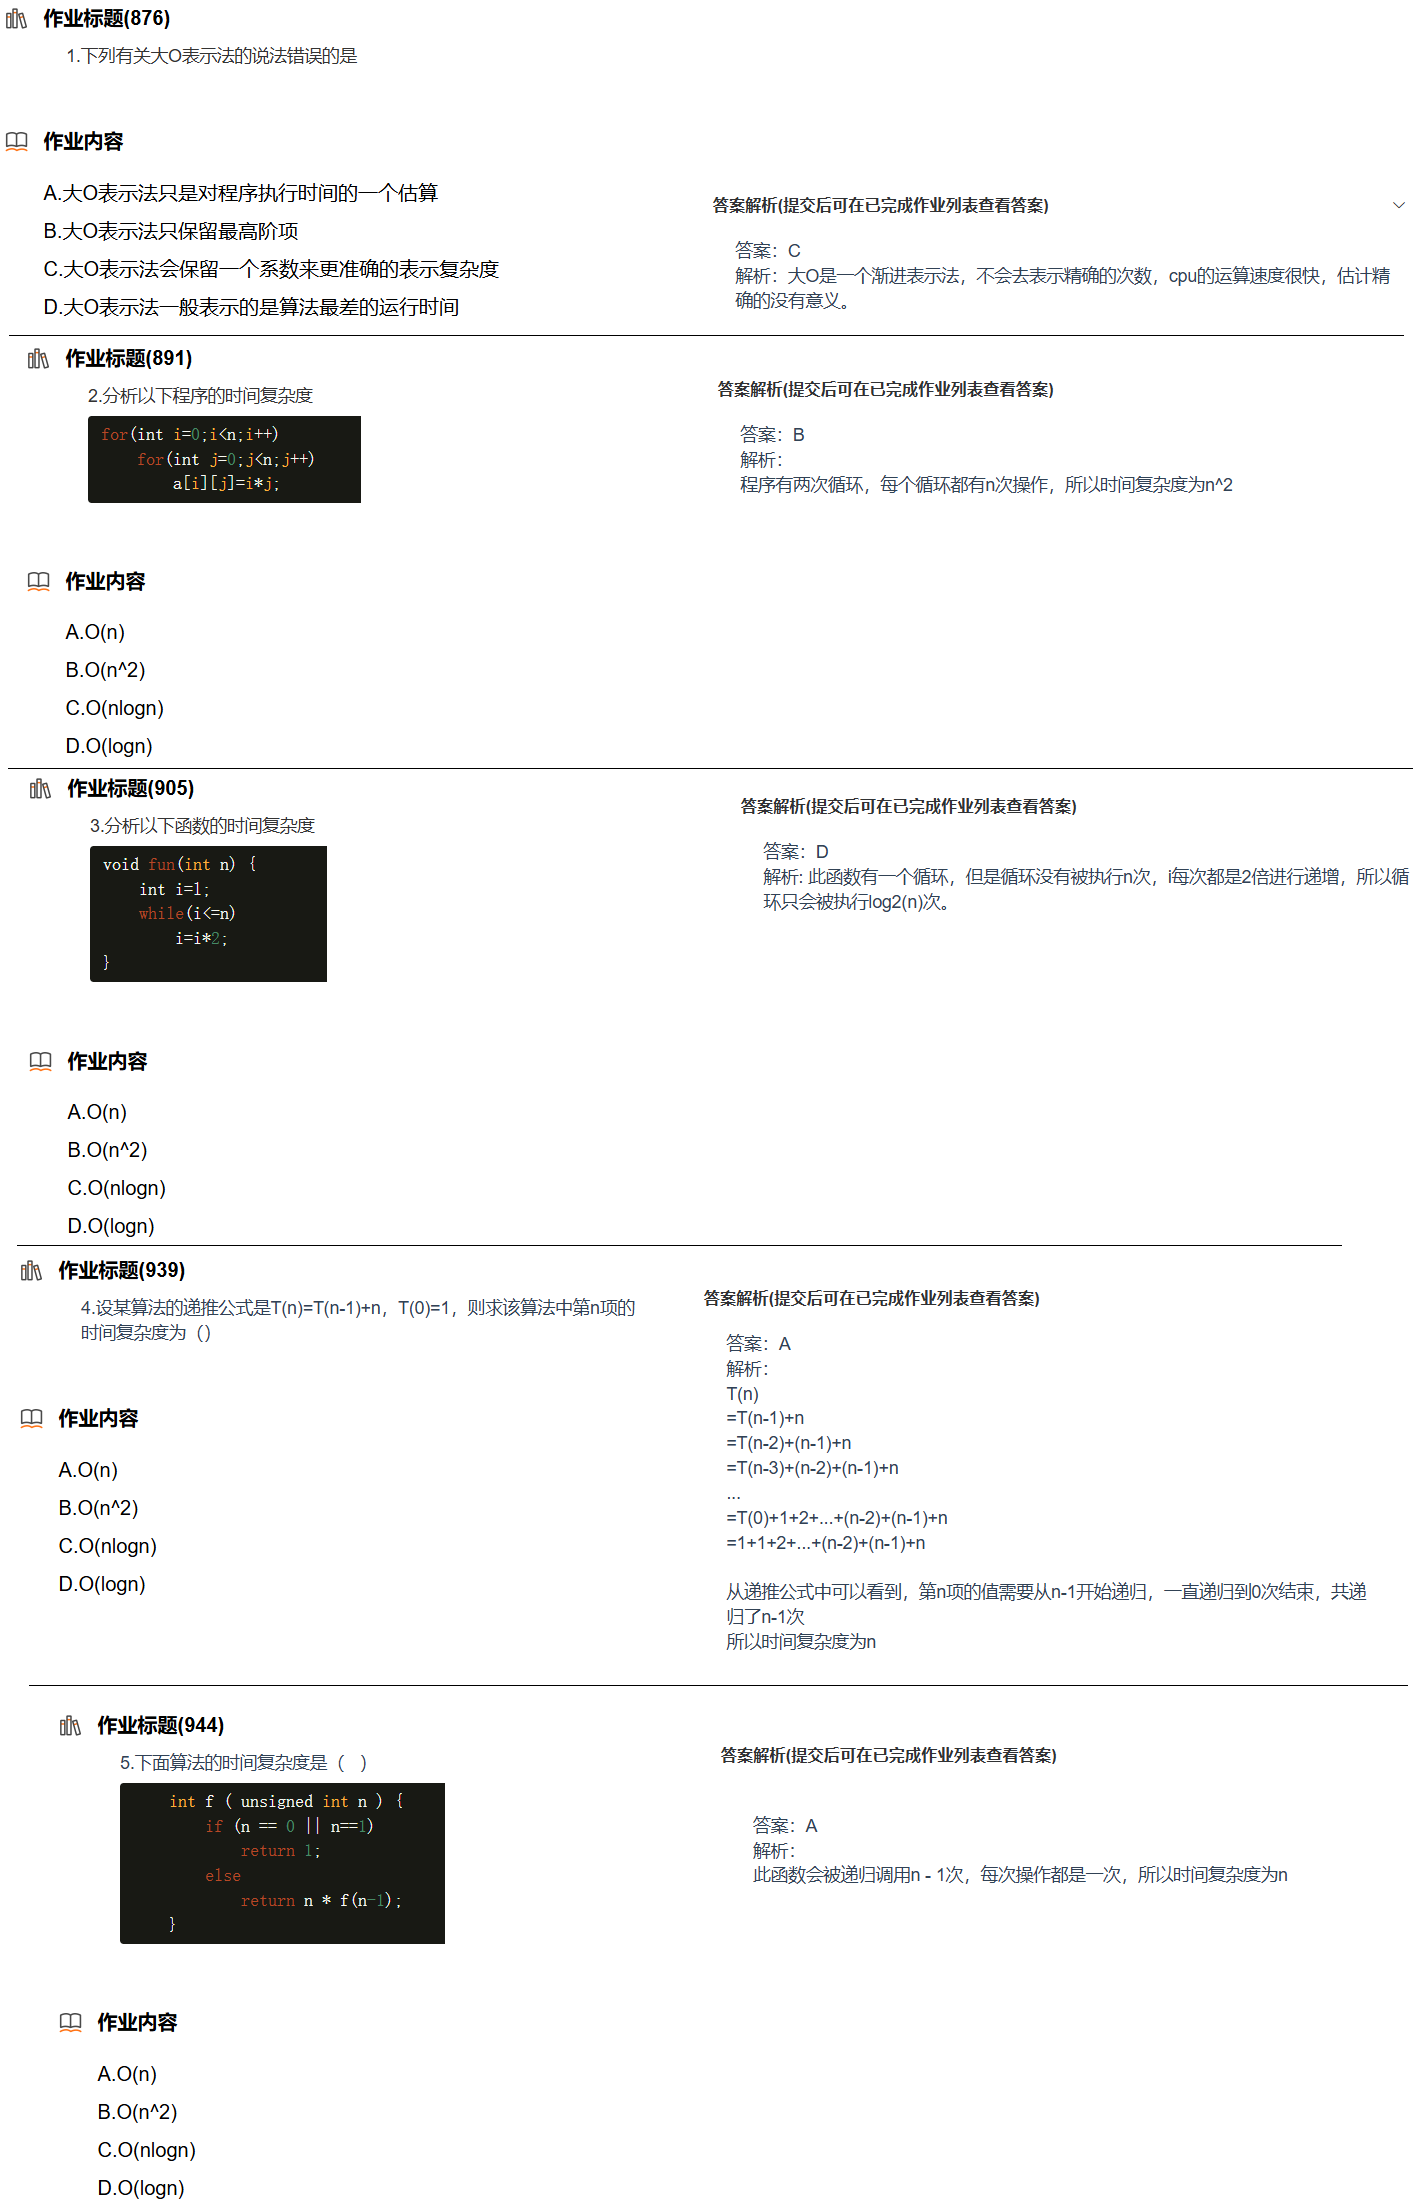 作业标题(876)
1.下列有关大O表示法的说法错误的是
作业内容
A.大O表示法只是对程序执行时间的一个估算
B.大O表示法只保留最高阶项
C.大O表示法会保留一个系数来更准确的表示复杂度
D.大O表示法一般表示的是算法最差的运行时间
答案解析(提交后可在已完成作业列表查看答案)
答案：C
解析：大O是一个渐进表示法，不会去表示精确的次数，cpu的运算速度很快，估计精
确的没有意义。
作业标题(891)
2.分析以下程序的时间复杂度
for(int i=0;i<n;i++)
for(int j=0;j<n;j++)
a[i][j]=i*j;
答案解析(提交后可在已完成作业列表查看答案)
答案：B
解析：
程序有两次循环，每个循环都有n次操作，所以时间复杂度为n^2
作业内容
A.O(n)
B.O(n^2)
C.O(nlogn)
D.O(logn)
作业标题(905)
3.分析以下函数的时间复杂度
void fun(int n) {
int i=1;
while(i<=n)
i=i*2;
}
答案解析(提交后可在已完成作业列表查看答案)
答案：D
解析: 此函数有一个循环，但是循环没有被执行n次，i每次都是2倍进行递增，所以循
环只会被执行log2(n)次。
作业内容
A.O(n)
B.O(n^2)
C.O(nlogn)
D.O(logn)
作业标题(939)
4.设某算法的递推公式是T(n)=T(n-1)+n，T(0)=1，则求该算法中第n项的
时间复杂度为（）
作业内容
A.O(n)
B.O(n^2)
C.O(nlogn)
D.O(logn)
答案解析(提交后可在已完成作业列表查看答案)
答案：A
解析：
T(n)
=T(n-1)+n
=T(n-2)+(n-1)+n
=T(n-3)+(n-2)+(n-1)+n
...
=T(0)+1+2+...+(n-2)+(n-1)+n
=1+1+2+...+(n-2)+(n-1)+n
从递推公式中可以看到，第n项的值需要从n-1开始递归，一直递归到0次结束，共递
归了n-1次
所以时间复杂度为n
作业标题(944)
5.下面算法的时间复杂度是（ ）
int f ( unsigned int n ) {
if (n == 0 || n==1)
return 1;
else
return n * f(n-1);
}
答案解析(提交后可在已完成作业列表查看答案)
答案：A
解析：
此函数会被递归调用n - 1次，每次操作都是一次，所以时间复杂度为n
作业内容
A.O(n)
B.O(n^2)
C.O(nlogn)
D.O(logn)